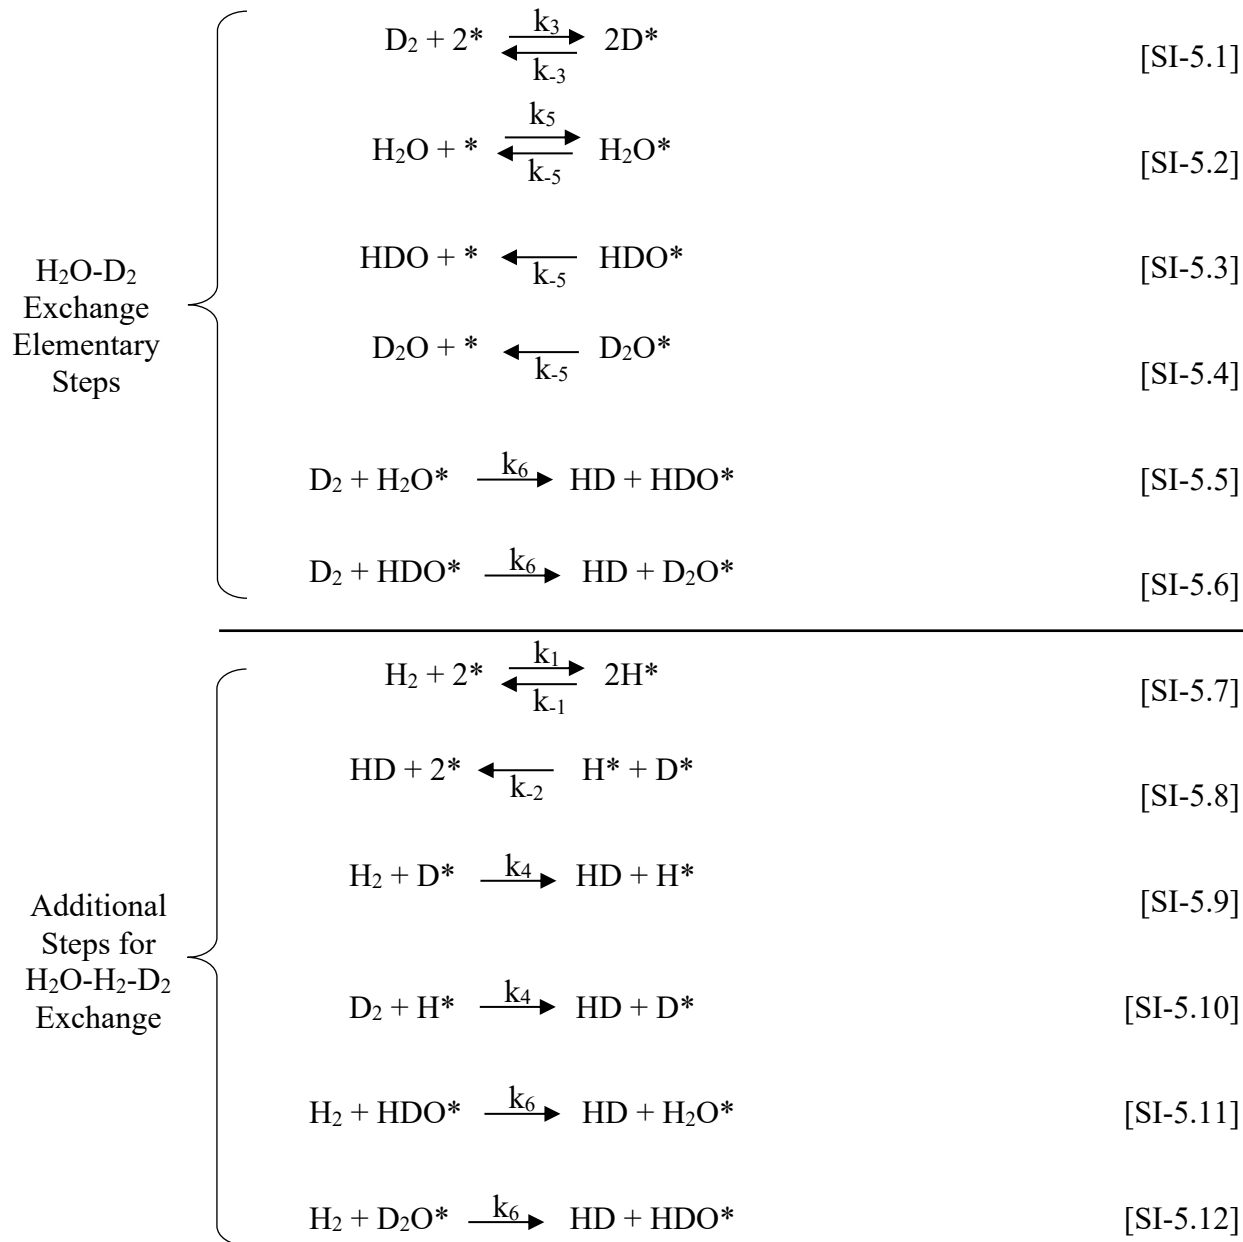 k₃
D₂ + 2* 2D* [SI-5.1]
k₋₃
k₅
H₂O + * H₂O* [SI-5.2]
k₋₅
HDO + * HDO* [SI-5.3]
k₋₅
H₂O-D₂
Exchange
Elementary
Steps
D₂O + * D₂O* [SI-5.4]
k₋₅
k₆
D₂ + H₂O* HD + HDO* [SI-5.5]
k₆
D₂ + HDO* HD + D₂O* [SI-5.6]
k₁
H₂ + 2* 2H* [SI-5.7]
k₋₁
HD + 2* H* + D* [SI-5.8]
k₋₂
k₄
H₂ + D* HD + H* [SI-5.9]
Additional
Steps for
H₂O-H₂-D₂
Exchange
k₄
D₂ + H* HD + D* [SI-5.10]
k₆
H₂ + HDO* HD + H₂O* [SI-5.11]
k₆
H₂ + D₂O* HD + HDO* [SI-5.12]